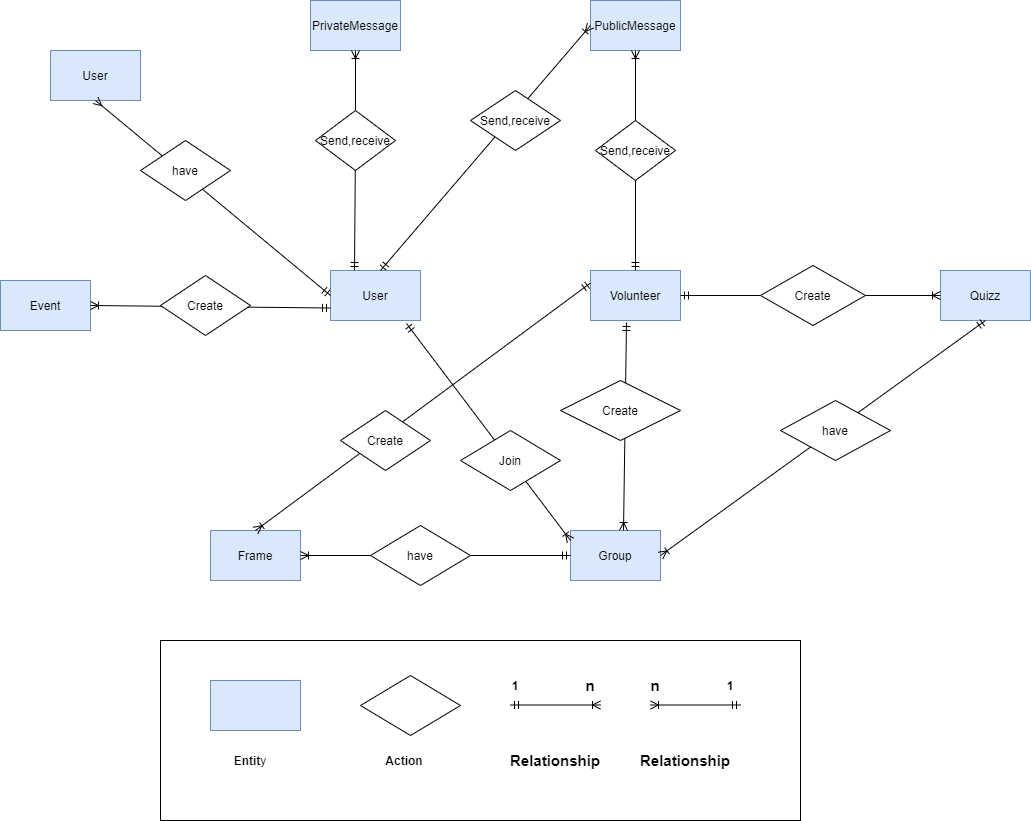 PrivateMessage
PublicMessage
User
Send,receive
Send,receive
Send,receive
have
User
Volunteer
Create
Quizz
Event
Create
Create
Create
have
Join
Frame
have
Group
1
n
n
1
Entity
Action
Relationship
Relationship